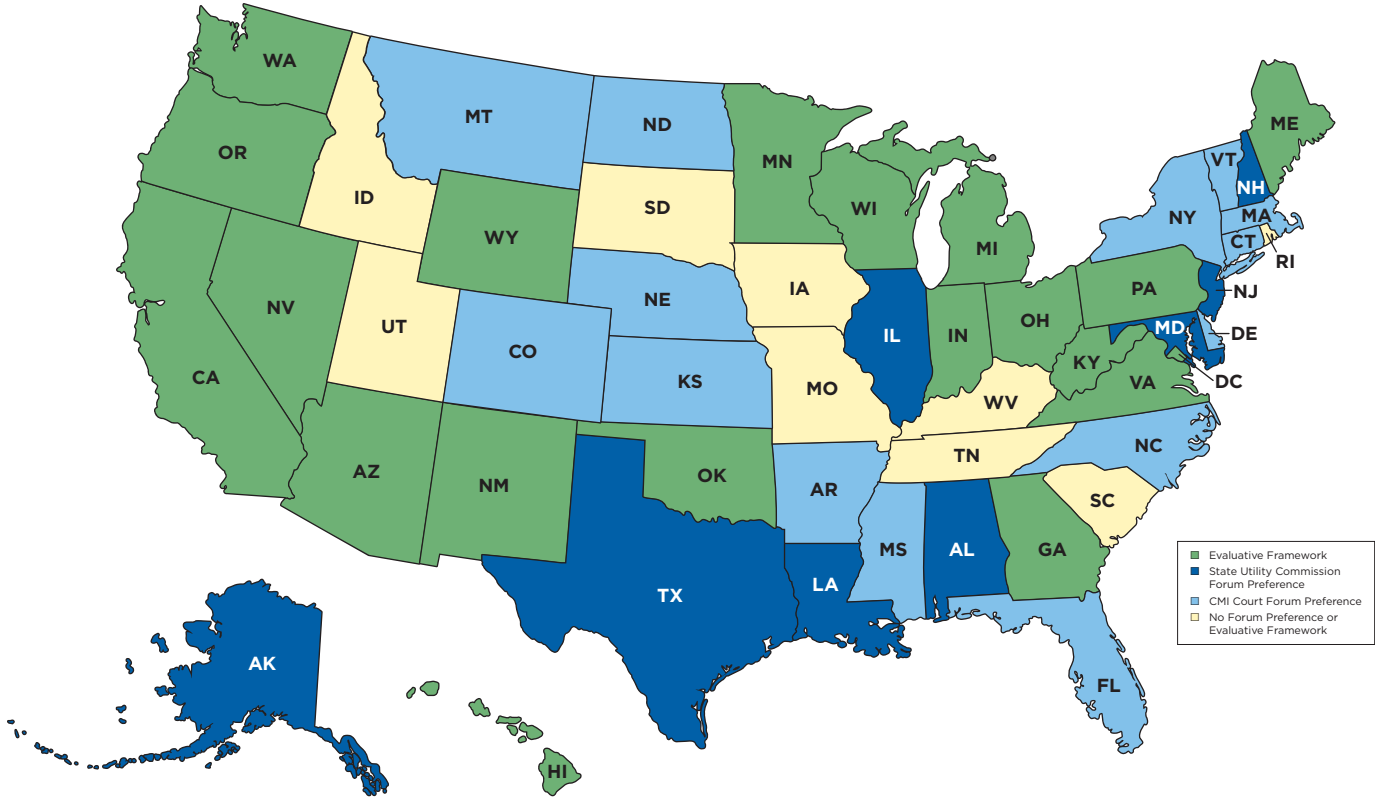 WA
MT
ND
ME
OR
MN
VT
ID
SD
WI
NH
NY
MA
WY
MI
CT
RI
IA
PA
NV
NE
NJ
UT
OH
MD
IL
IN
DE
CO
KY
CA
KS
VA
DC
MO
WV
NC
TN
AZ
OK
NM
AR
SC
MS
AL
GA
LA
TX
AK
FL
HI
Evaluative Framework
State Utility Commission
Forum Preference
CMI Court Forum Preference
No Forum Preference or
Evaluative Framework